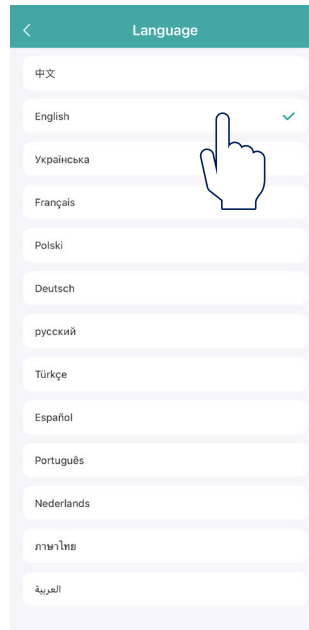 Language
中文
English
Українська
Français
Polski
Deutsch
русский
Türkçe
Español
Português
Nederlands
ภาษาไทย
العربية